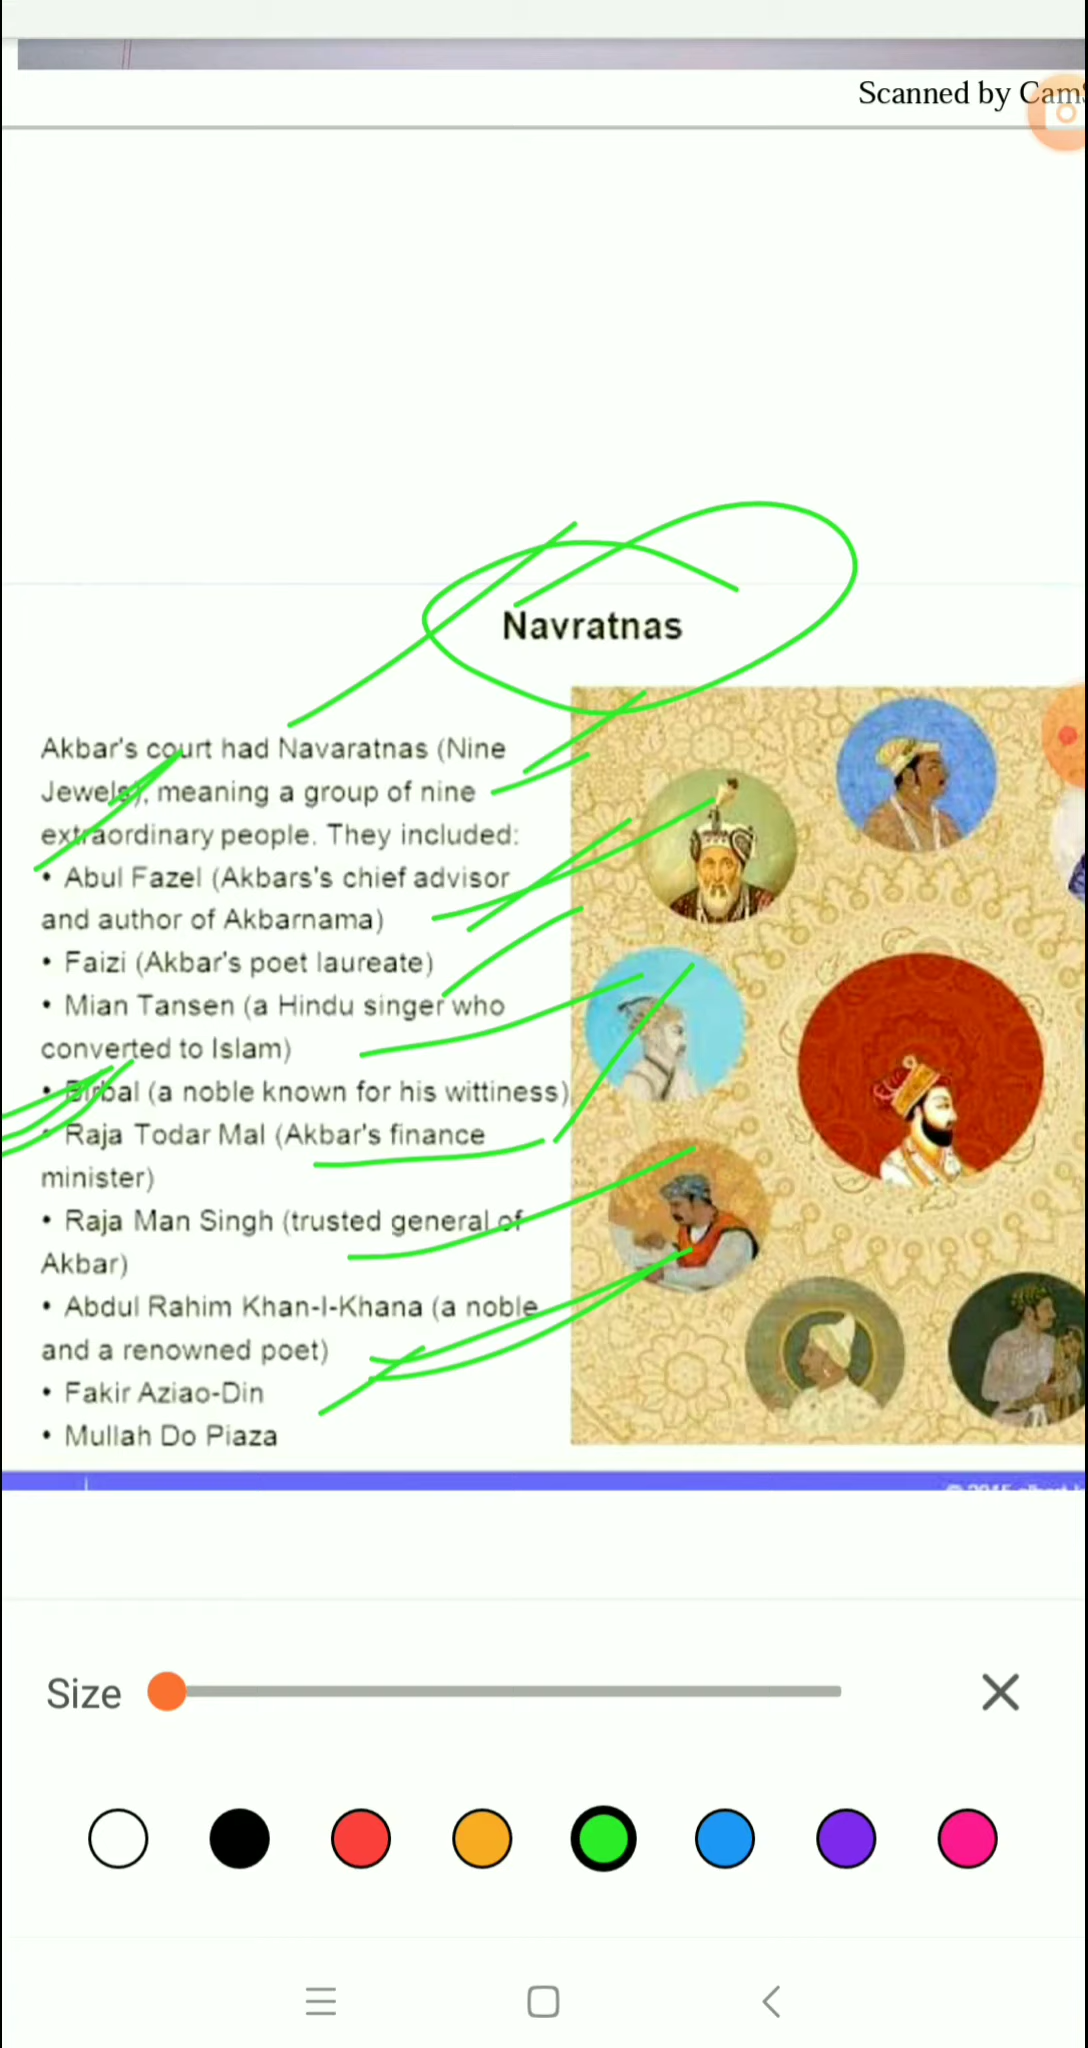 Scanned by Cam
Navratnas
Akbar's court had Navaratnas (Nine
Jewels), meaning a group of nine
extraordinary people. They included:
• Abul Fazel (Akbars's chief advisor
and author of Akbarnama)
• Faizi (Akbar's poet laureate)
• Mian Tansen (a Hindu singer who
converted to Islam)
• Birbal (a noble known for his wittiness)
• Raja Todar Mal (Akbar's finance
minister)
• Raja Man Singh (trusted general of
Akbar)
• Abdul Rahim Khan-I-Khana (a noble
and a renowned poet)
• Fakir Aziao-Din
• Mullah Do Piaza
Size